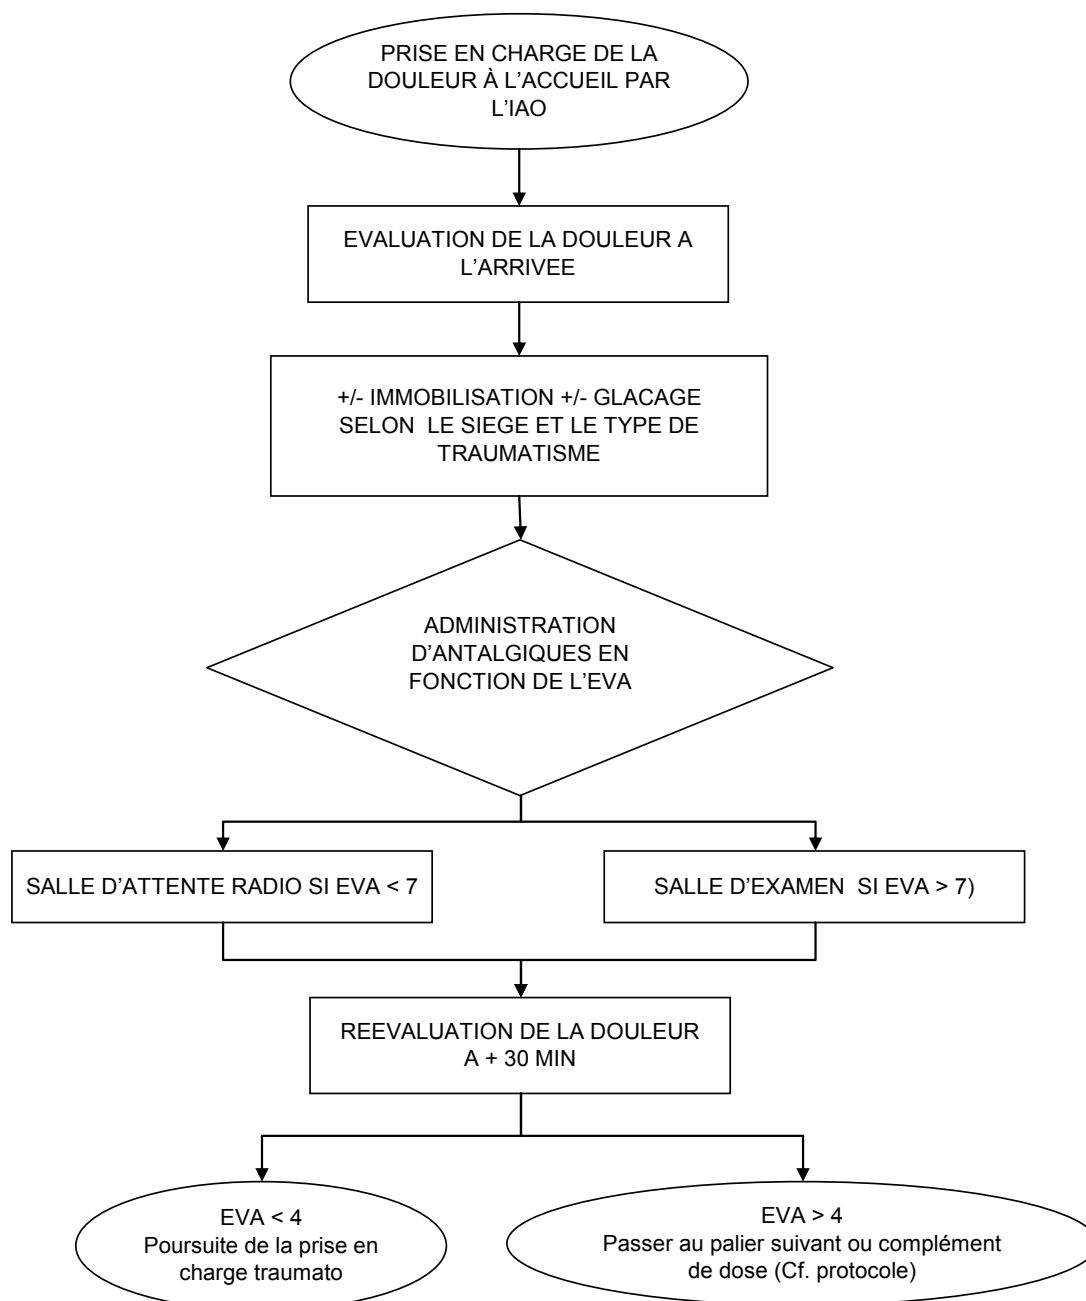 PRISE EN CHARGE DE LA
DOULEUR À L’ACCUEIL PAR
L’IAO
EVALUATION DE LA DOULEUR A
L’ARRIVEE
+/- IMMOBILISATION +/- GLACAGE
SELON  LE SIEGE ET LE TYPE DE
TRAUMATISME
ADMINISTRATION
D’ANTALGIQUES EN
FONCTION DE L’EVA
SALLE D’ATTENTE RADIO SI EVA < 7
SALLE D’EXAMEN  SI EVA > 7)
REEVALUATION DE LA DOULEUR
A + 30 MIN
EVA < 4
Poursuite de la prise en
charge traumato
EVA > 4
Passer au palier suivant ou complément
de dose (Cf. protocole)